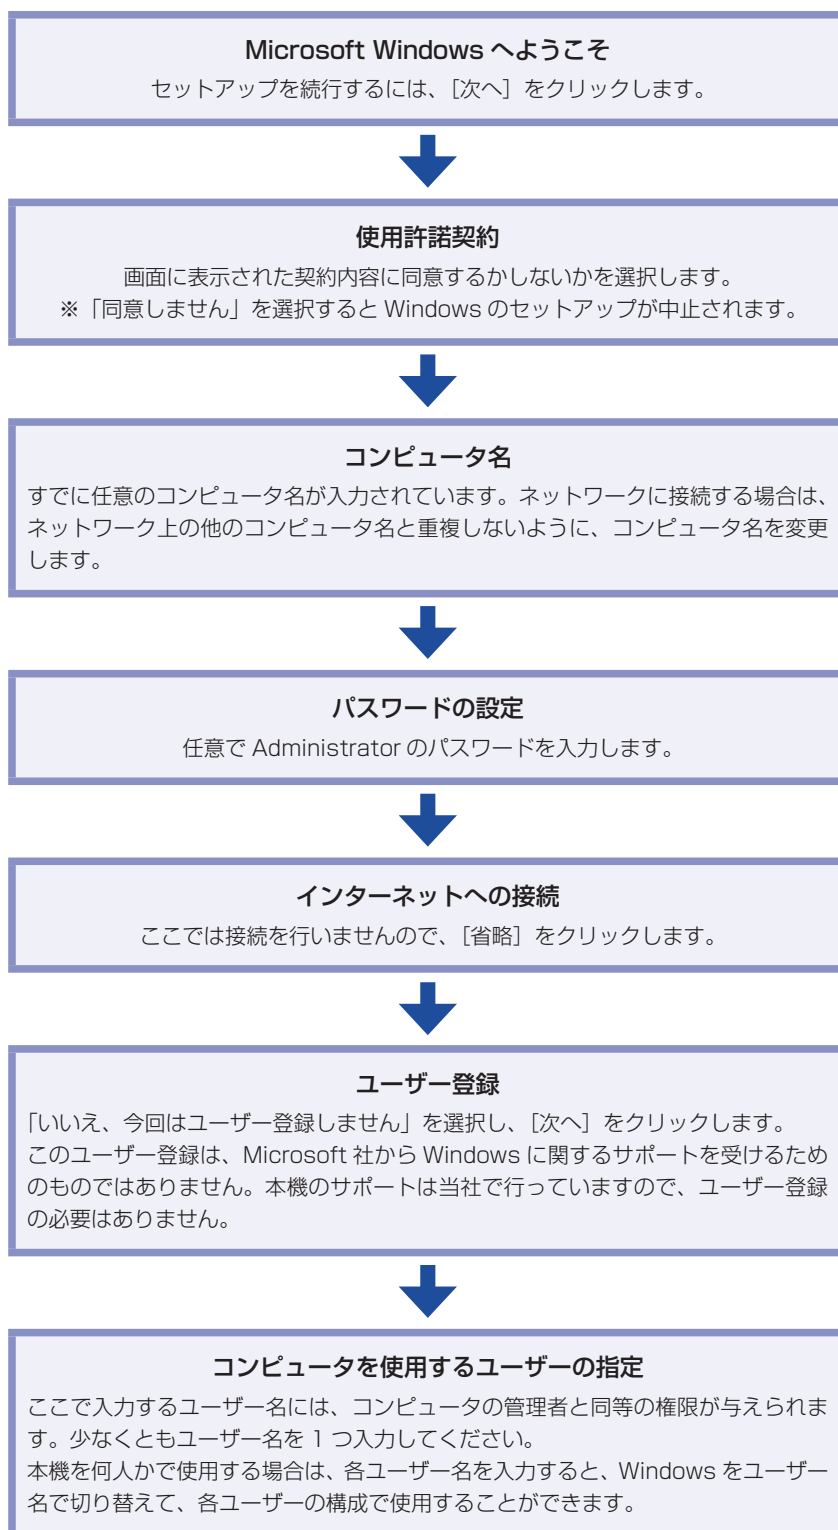 Microsoft Windows へようこそ
セットアップを続行するには、[次へ] をクリックします。
使用許諾契約
画面に表示された契約内容に同意するかしないかを選択します。
※「同意しません」を選択すると Windows のセットアップが中止されます。
コンピュータ名
すでに任意のコンピュータ名が入力されています。ネットワークに接続する場合は、
ネットワーク上の他のコンピュータ名と重複しないように、コンピュータ名を変更
します。
パスワードの設定
任意で Administrator のパスワードを入力します。
インターネットへの接続
ここでは接続を行いませんので、[省略] をクリックします。
ユーザー登録
「いいえ、今回はユーザー登録しません」を選択し、[次へ] をクリックします。
このユーザー登録は、Microsoft 社から Windows に関するサポートを受けるため
のものではありません。本機のサポートは当社で行っていますので、ユーザー登録
の必要はありません。
コンピュータを使用するユーザーの指定
ここで入力するユーザー名には、コンピュータの管理者と同等の権限が与えられま
す。少なくともユーザー名を 1 つ入力してください。
本機を何人かで使用する場合は、各ユーザー名を入力すると、Windows をユーザー
名で切り替えて、各ユーザーの構成で使用することができます。